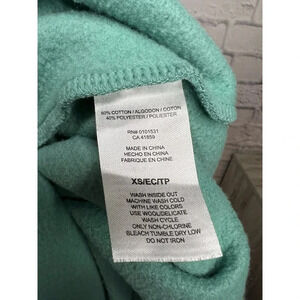 60% COTTON / ALGODON / COTON
40% POLYESTER / POLIESTER
RN# 0101531
CA 41859
MADE IN CHINA
HECHO EN CHINA
FABRIQUE EN CHINE
XS/EC/TP
WASH INSIDE OUT
MACHINE WASH COLD
WITH LIKE COLORS
USE WOOL/DELICATE
WASH CYCLE
ONLY NON-CHLORINE
BLEACH TUMBLE DRY LOW
DO NOT IRON